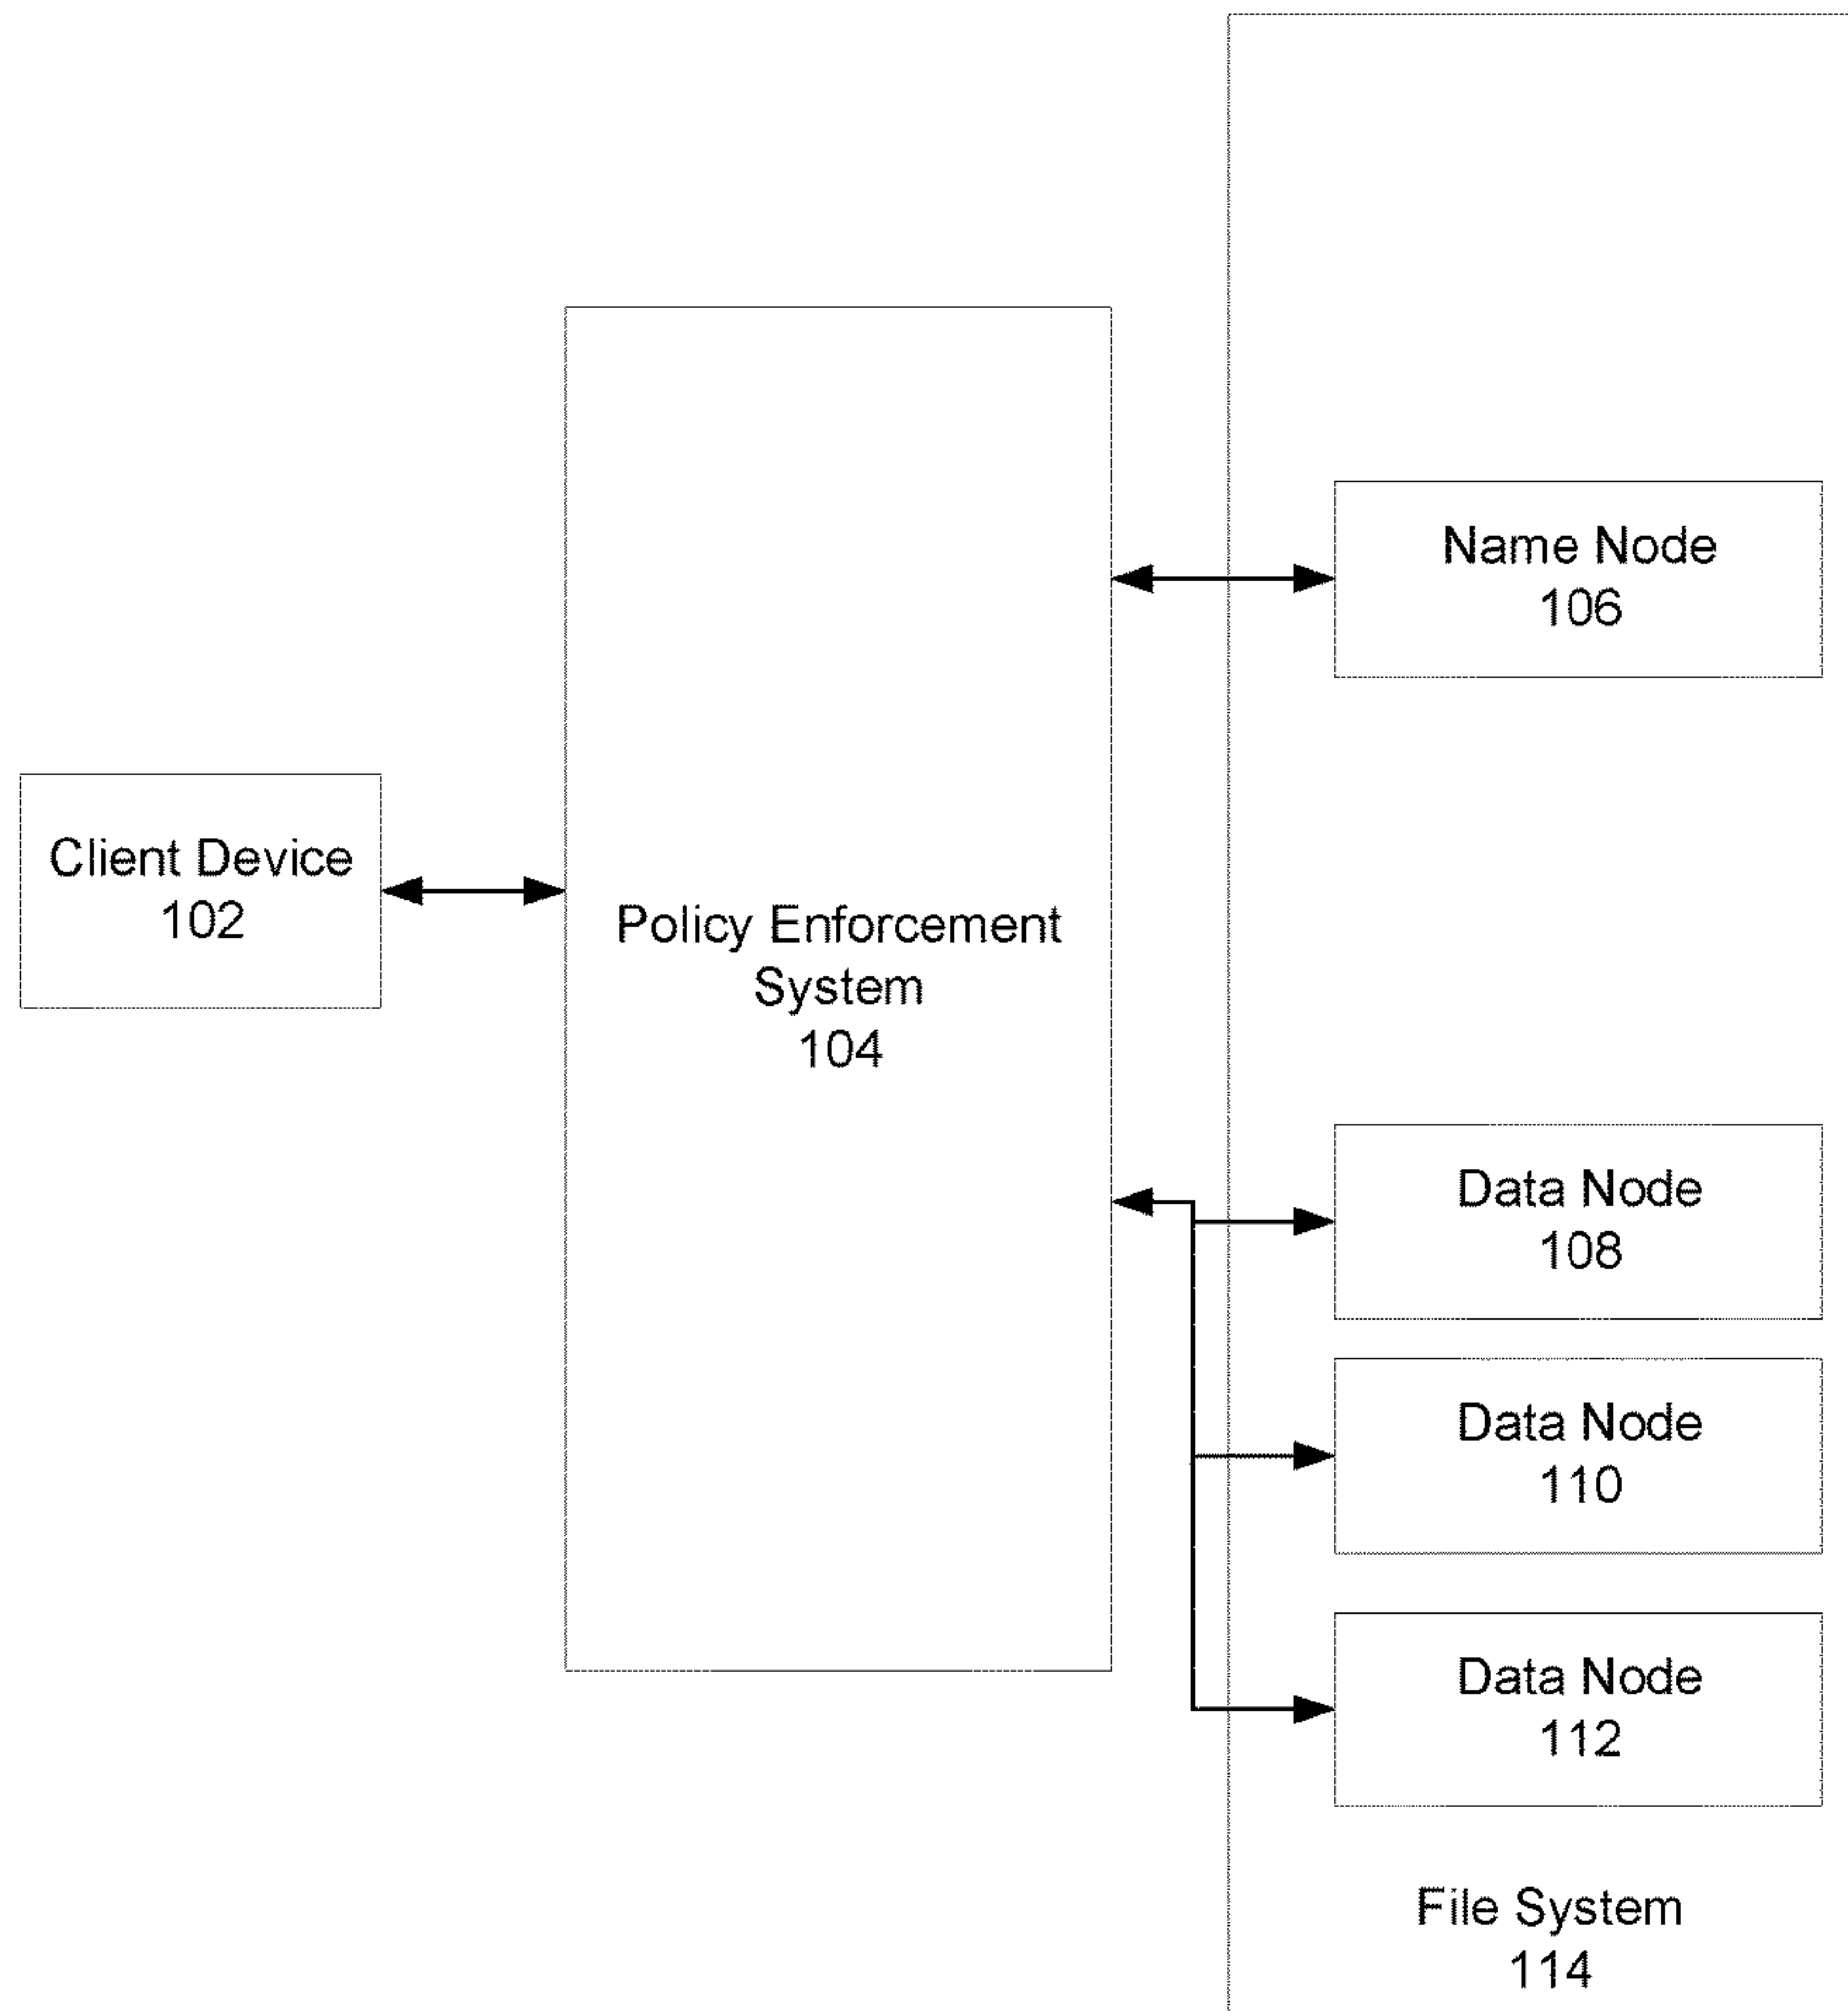 Name Node
106
Client Device
102
Policy Enforcement
System
104
Data Node
108
Data Node
110
Data Node
112
File System
114